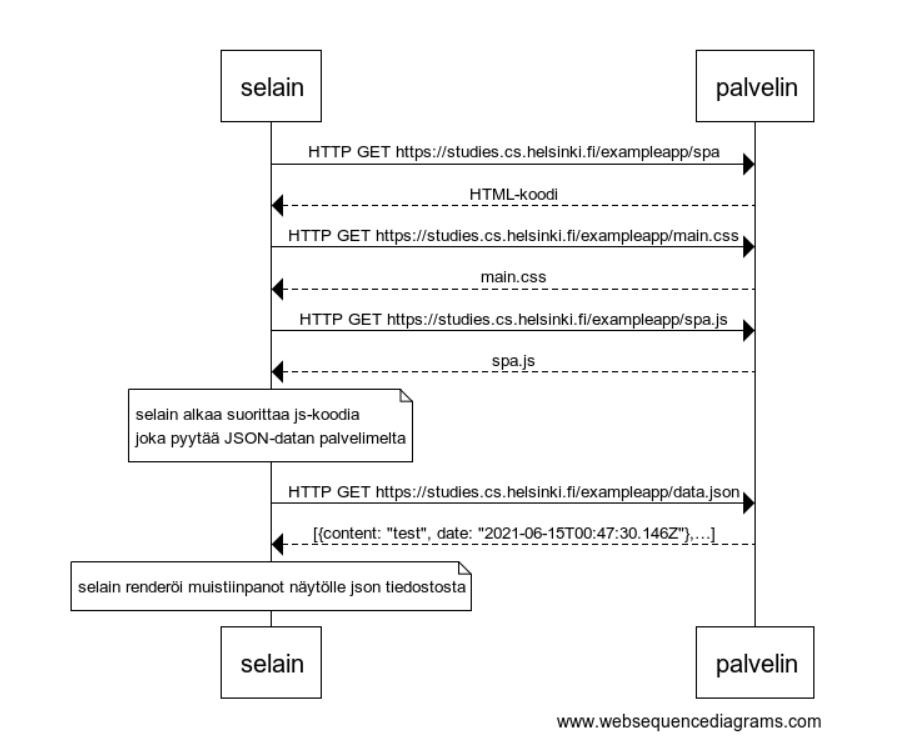 selain
palvelin
HTTP GET https://studies.cs.helsinki.fi/exampleapp/spa
HTML-koodi
HTTP GET https://studies.cs.helsinki.fi/exampleapp/main.css
main.css
HTTP GET https://studies.cs.helsinki.fi/exampleapp/spa.js
spa.js
selain alkaa suorittaa js-koodia
joka pyytää JSON-datan palvelimelta
HTTP GET https://studies.cs.helsinki.fi/exampleapp/data.json
[{content: "test", date: "2021-06-15T00:47:30.146Z"},...]
selain renderöi muistiinpanot näytölle json tiedostosta
selain
palvelin
www.websequencediagrams.com